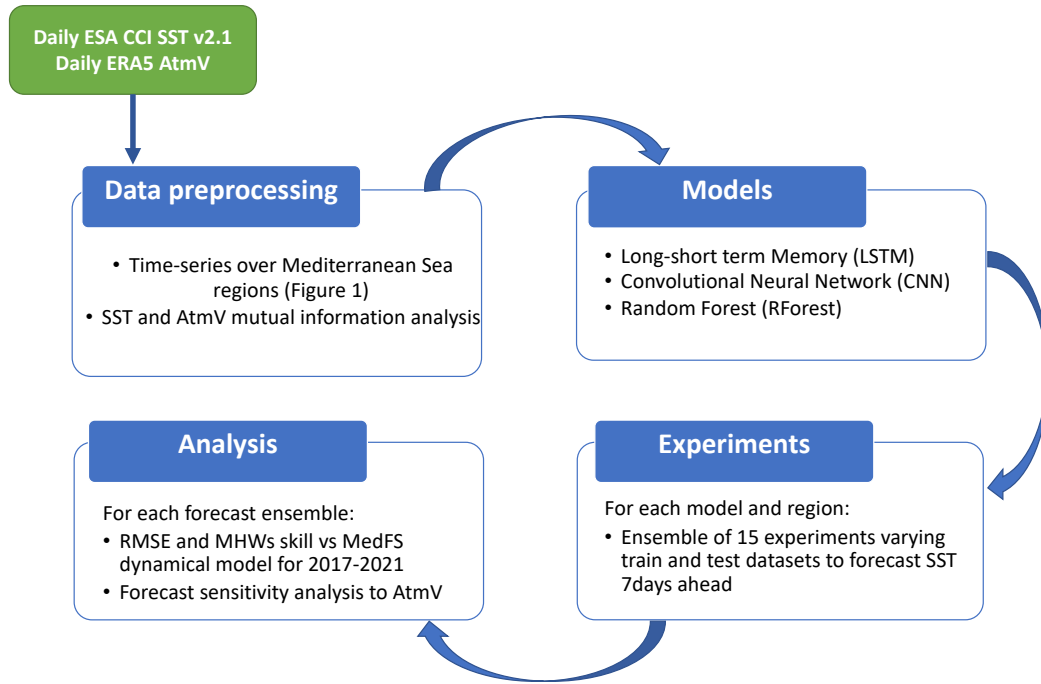 Daily ESA CCI SST v2.1
Daily ERA5 AtmV
Data preprocessing
• Time-series over Mediterranean Sea
regions (Figure 1)
• SST and AtmV mutual information analysis
Models
• Long-short term Memory (LSTM)
• Convolutional Neural Network (CNN)
• Random Forest (RForest)
Experiments
For each model and region:
• Ensemble of 15 experiments varying
train and test datasets to forecast SST
7days ahead
Analysis
For each forecast ensemble:
• RMSE and MHWs skill vs MedFS
dynamical model for 2017-2021
• Forecast sensitivity analysis to AtmV